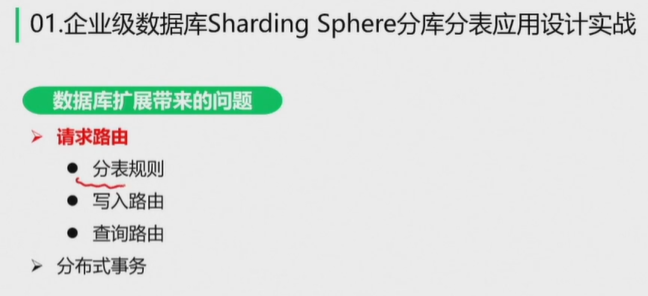 01.企业级数据库Sharding Sphere分库分表应用设计实战
数据库扩展带来的问题
请求路由
分表规则
写入路由
查询路由
分布式事务